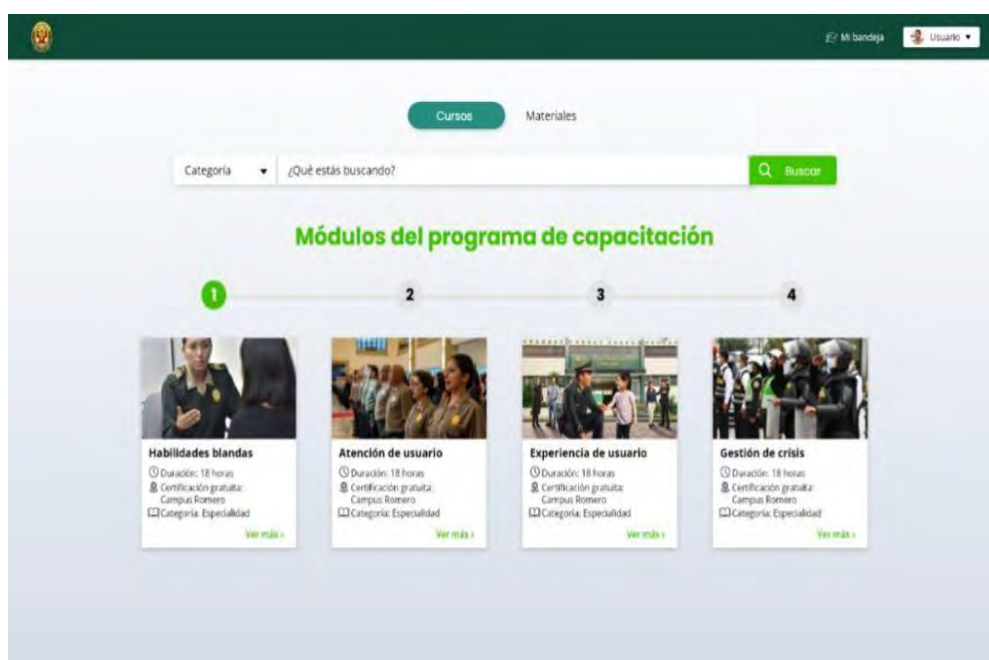 Mi bandeja
Usuario
Cursos
Materiales
Categoría
¿Qué estás buscando?
Buscar
Módulos del programa de capacitación
1
2
3
4
Habilidades blandas
Duración: 18 horas
Certificación gratuita:
Campus Romero
Categoría: Especialidad
Ver más ›
Atención de usuario
Duración: 18 horas
Certificación gratuita:
Campus Romero
Categoría: Especialidad
Ver más ›
Experiencia de usuario
Duración: 18 horas
Certificación gratuita:
Campus Romero
Categoría: Especialidad
Ver más ›
Gestión de crisis
Duración: 18 horas
Certificación gratuita:
Campus Romero
Categoría: Especialidad
Ver más ›